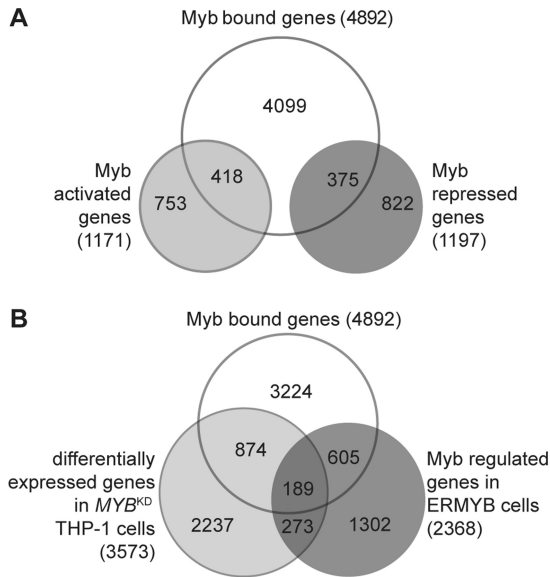 A
Myb bound genes (4892)
4099
Myb
activated
genes
(1171)
753
418
375
822
Myb
repressed
genes
(1197)
B
Myb bound genes (4892)
3224
874
605
189
2237
273
1302
differentially
expressed genes
in MYBKD
THP-1 cells
(3573)
Myb regulated
genes in
ERMYB cells
(2368)